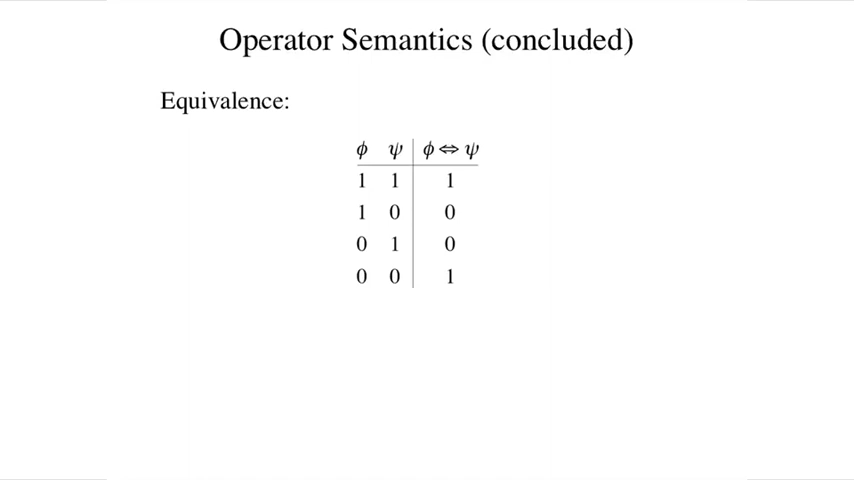 Operator Semantics (concluded)
Equivalence:
ϕ ψ ϕ ⇔ ψ
1 1 1
1 0 0
0 1 0
0 0 1